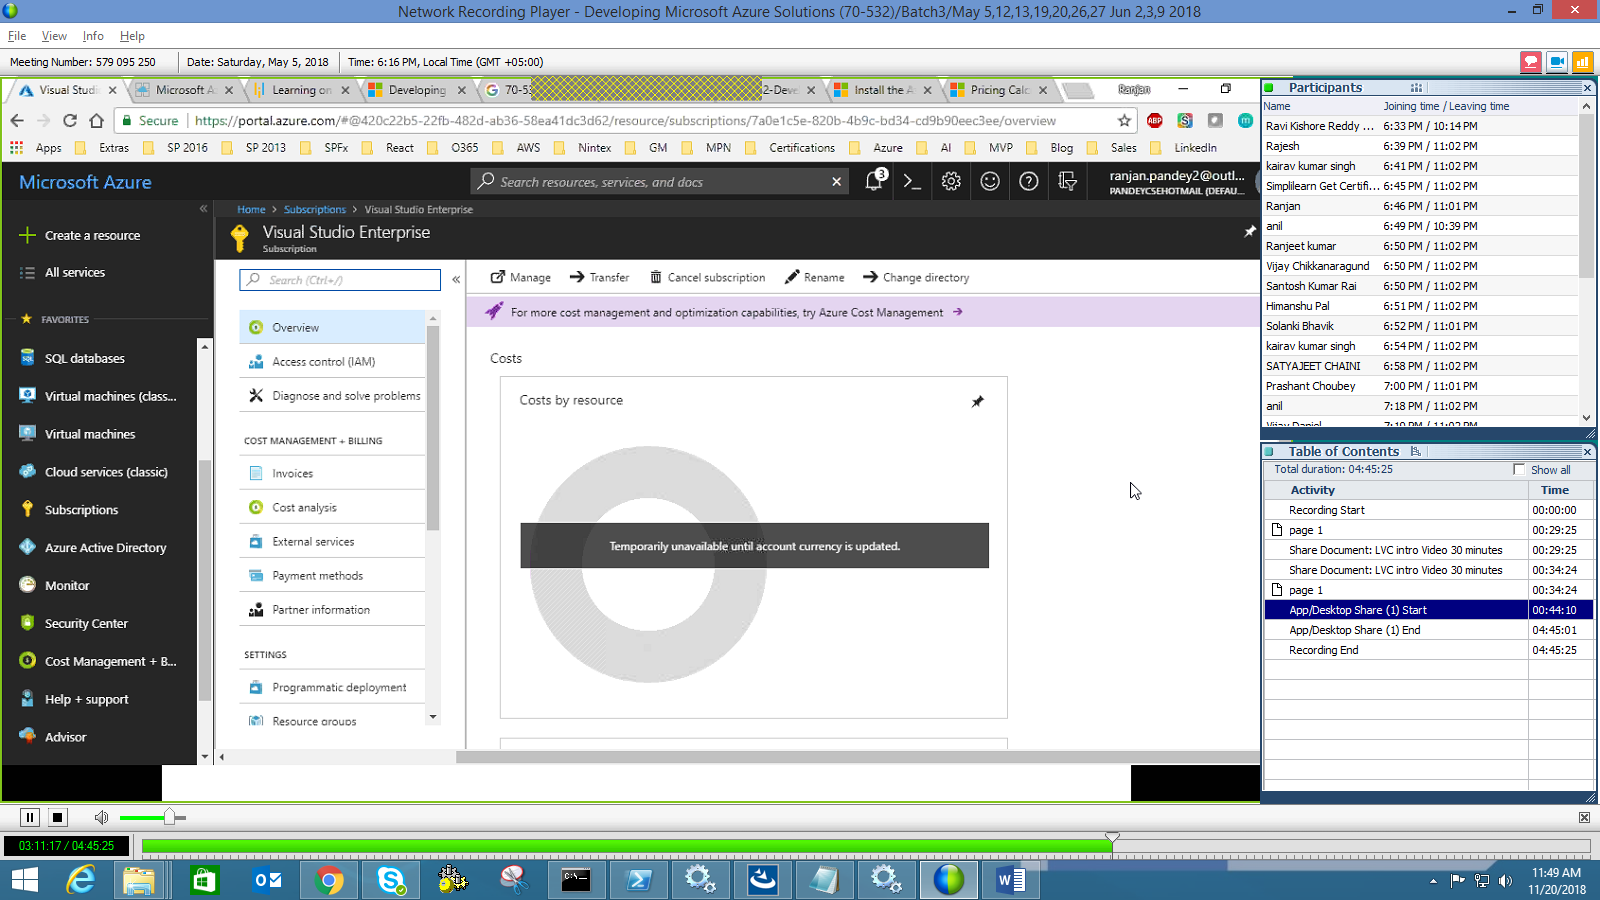 Network Recording Player - Developing Microsoft Azure Solutions (70-532)/Batch3/May 5,12,13,19,20,26,27 Jun 2,3,9 2018
File View Info Help
Meeting Number: 579 095 250 Date: Saturday, May 5, 2018 Time: 6:16 PM, Local Time (GMT +05:00)
Visual Studi Microsoft A Learning on Developing 70-53 2-Deve Install the A Pricing Calc Ranjan
Secure https://portal.azure.com/#@420c22b5-22fb-482d-ab36-58ea41dc3d62/resource/subscriptions/7a0e1c5e-820b-4b9c-bd34-cd9b90eec3ee/overview ABP
Apps Extras SP 2016 SP 2013 SPFx React O365 AWS Nintex GM MPN Certifications Azure AI MVP Blog Sales LinkedIn
Microsoft Azure
Search resources, services, and docs
3
ranjan.pandey2@outl...
PANDEYCSEHOTMAIL (DEFAU...
Home > Subscriptions > Visual Studio Enterprise
Visual Studio Enterprise
Subscription
Create a resource
All services
FAVORITES
SQL databases
Virtual machines (class...
Virtual machines
Cloud services (classic)
Subscriptions
Azure Active Directory
Monitor
Security Center
Cost Management + B...
Help + support
Advisor
Search (Ctrl+/)
Overview
Access control (IAM)
Diagnose and solve problems
COST MANAGEMENT + BILLING
Invoices
Cost analysis
External services
Payment methods
Partner information
SETTINGS
Programmatic deployment
Resource groups
Manage Transfer Cancel subscription Rename Change directory
For more cost management and optimization capabilities, try Azure Cost Management
Costs
Costs by resource
Temporarily unavailable until account currency is updated.
Participants
Name Joining time / Leaving time
Ravi Kishore Reddy ... 6:33 PM / 10:14 PM
Rajesh 6:39 PM / 11:02 PM
kairav kumar singh 6:41 PM / 11:02 PM
Simplilearn Get Certifi... 6:45 PM / 11:02 PM
Ranjan 6:46 PM / 11:01 PM
anil 6:49 PM / 10:39 PM
Ranjeet kumar 6:50 PM / 11:02 PM
Vijay Chikkanaragund 6:50 PM / 11:02 PM
Santosh Kumar Rai 6:50 PM / 11:02 PM
Himanshu Pal 6:51 PM / 11:02 PM
Solanki Bhavik 6:52 PM / 11:01 PM
kairav kumar singh 6:54 PM / 11:02 PM
SATYAJEET CHAINI 6:58 PM / 11:02 PM
Prashant Choubey 7:00 PM / 11:01 PM
anil 7:18 PM / 11:02 PM
Vijay Daniel 7:19 PM / 11:02 PM
Table of Contents
Total duration: 04:45:25 Show all
Activity Time
Recording Start 00:00:00
page 1 00:29:25
Share Document: LVC intro Video 30 minutes 00:29:25
Share Document: LVC intro Video 30 minutes 00:34:24
page 1 00:34:24
App/Desktop Share (1) Start 00:44:10
App/Desktop Share (1) End 04:45:01
Recording End 04:45:25
03:11:17 / 04:45:25
11:49 AM
11/20/2018